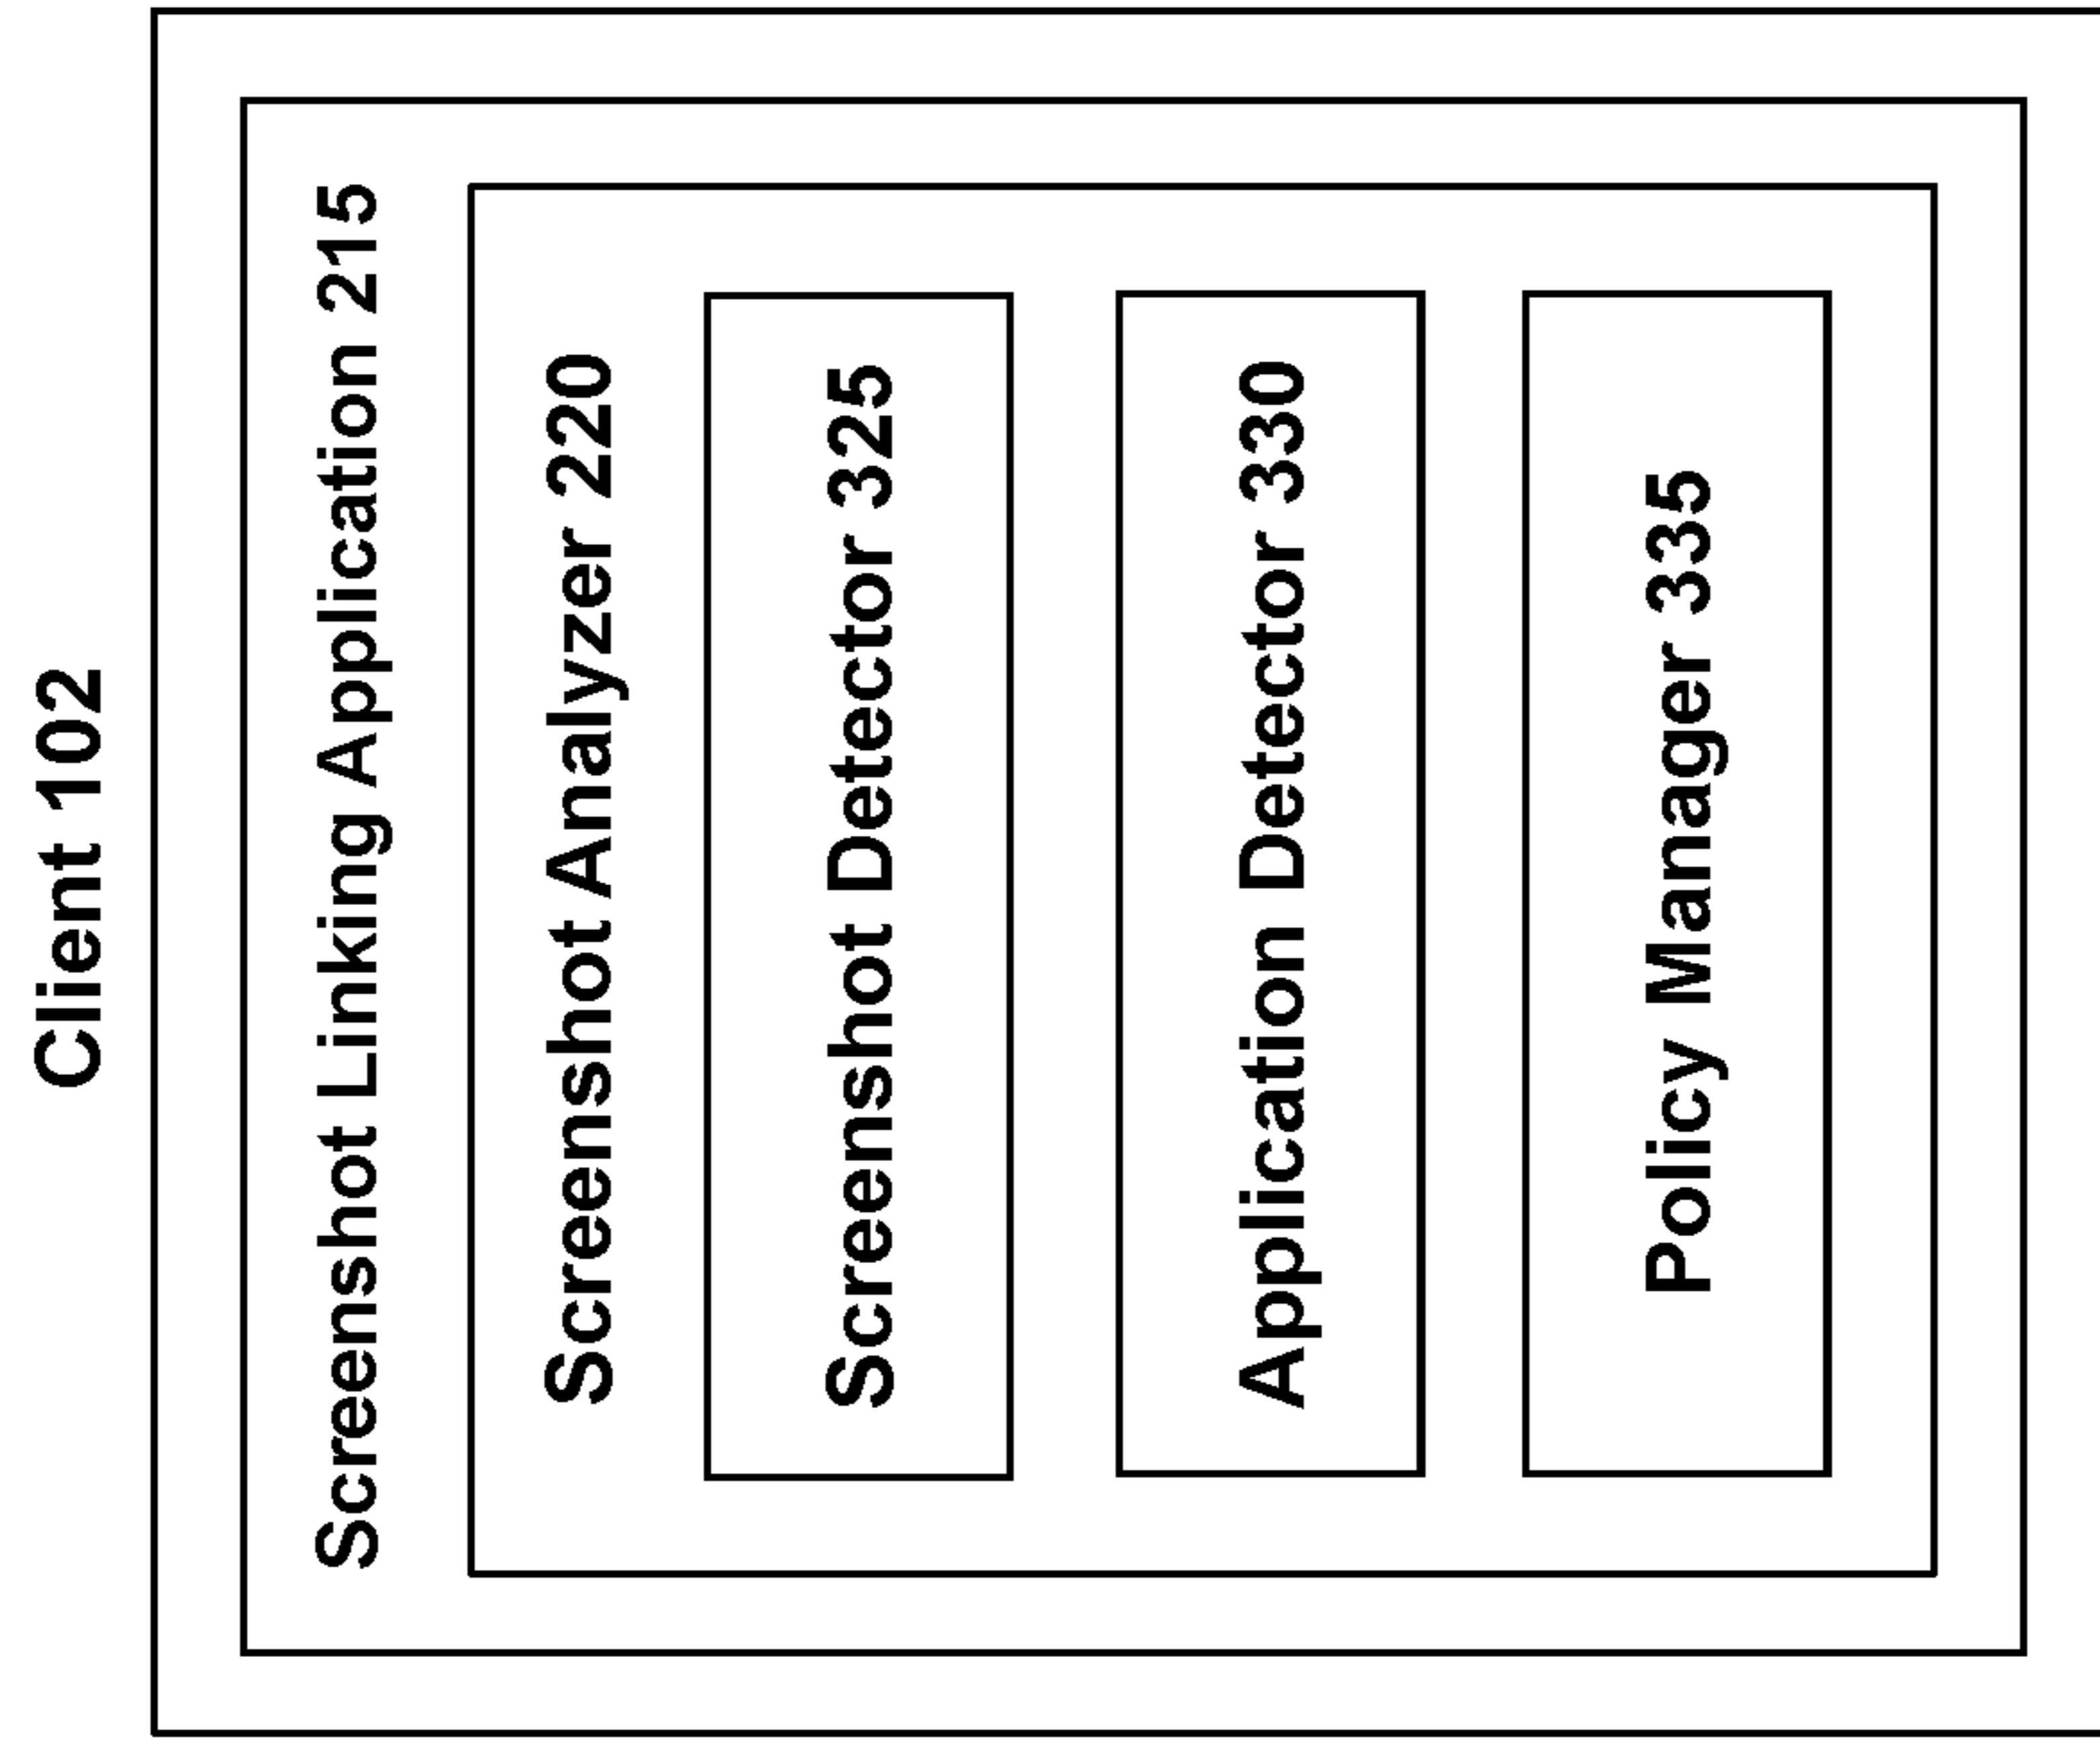 Client 102
Screenshot Linking Application 215
Screenshot Analyzer 220
Screenshot Detector 325
Application Detector 330
Policy Manager 335